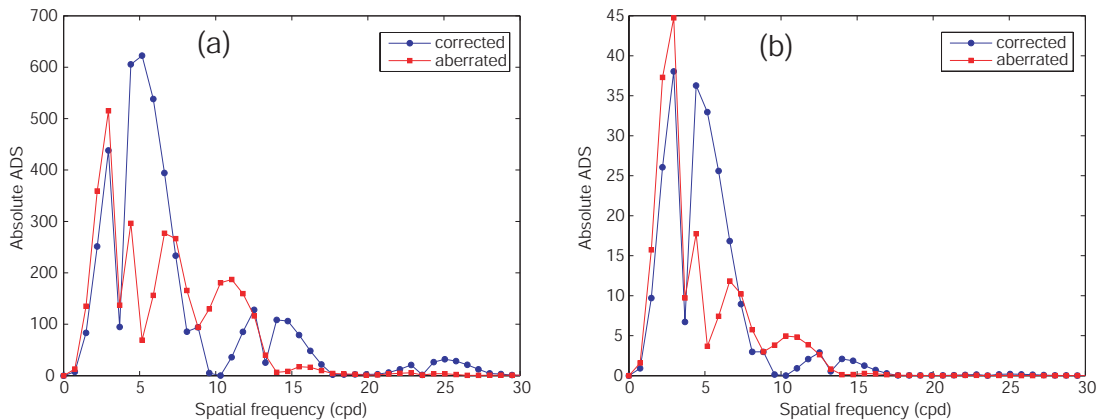 (a)
corrected
aberrated
Absolute ADS
700
600
500
400
300
200
100
0
0 5 10 15 20 25 30
Spatial frequency (cpd)
(b)
corrected
aberrated
Absolute ADS
45
40
35
30
25
20
15
10
5
0
0 5 10 15 20 25 30
Spatial frequency (cpd)